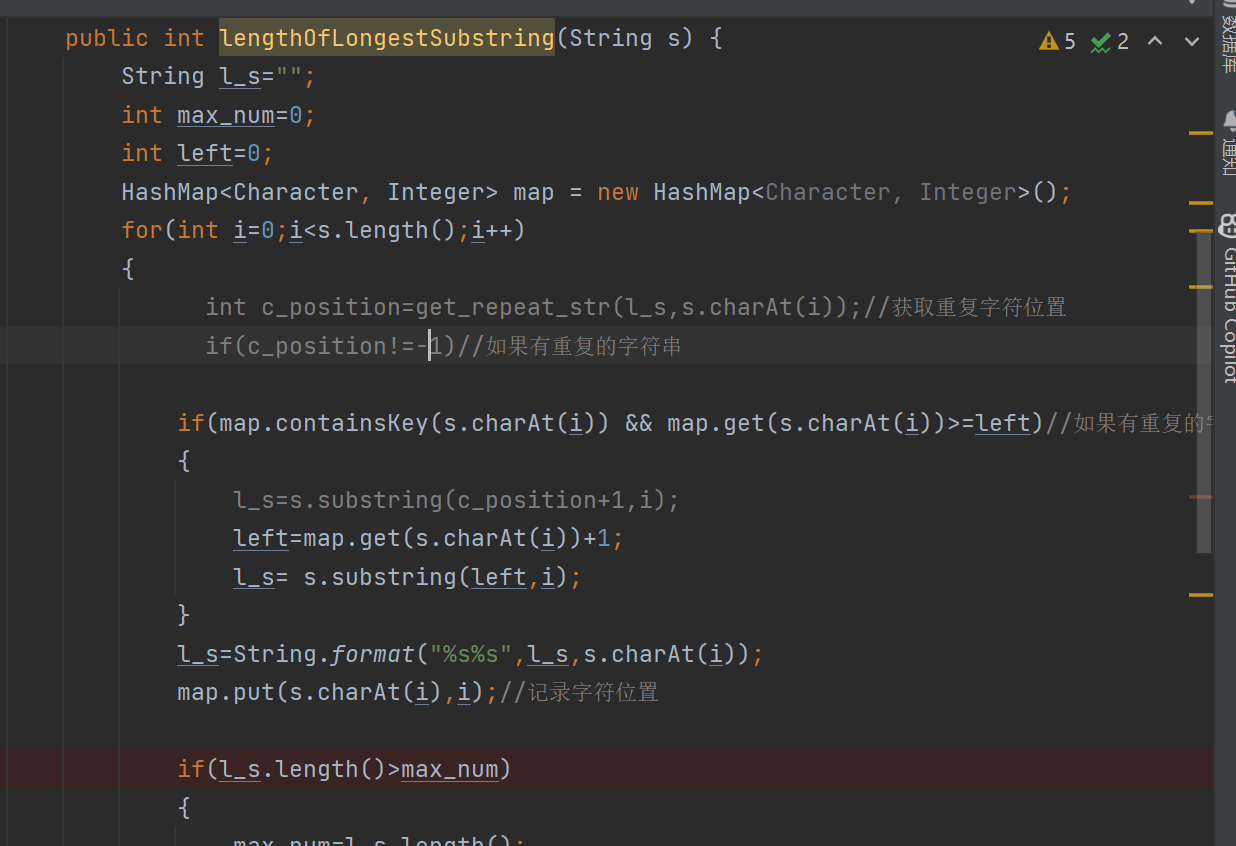 public int lengthOfLongestSubstring(String s) {
5 2
String l_s="";
int max_num=0;
int left=0;
HashMap<Character, Integer> map = new HashMap<Character, Integer>();
for(int i=0;i<s.length();i++)
{
int c_position=get_repeat_str(l_s,s.charAt(i));//获取重复字符位置
if(c_position!=-1)//如果有重复的字符串
if(map.containsKey(s.charAt(i)) && map.get(s.charAt(i))>=left)//如果有重复的
{
l_s=s.substring(c_position+1,i);
left=map.get(s.charAt(i))+1;
l_s= s.substring(left,i);
}
l_s=String.format("%s%s",l_s,s.charAt(i));
map.put(s.charAt(i),i);//记录字符位置
if(l_s.length()>max_num)
{
max_num=l_s.length();
数据库
通知
GitHub Copilot